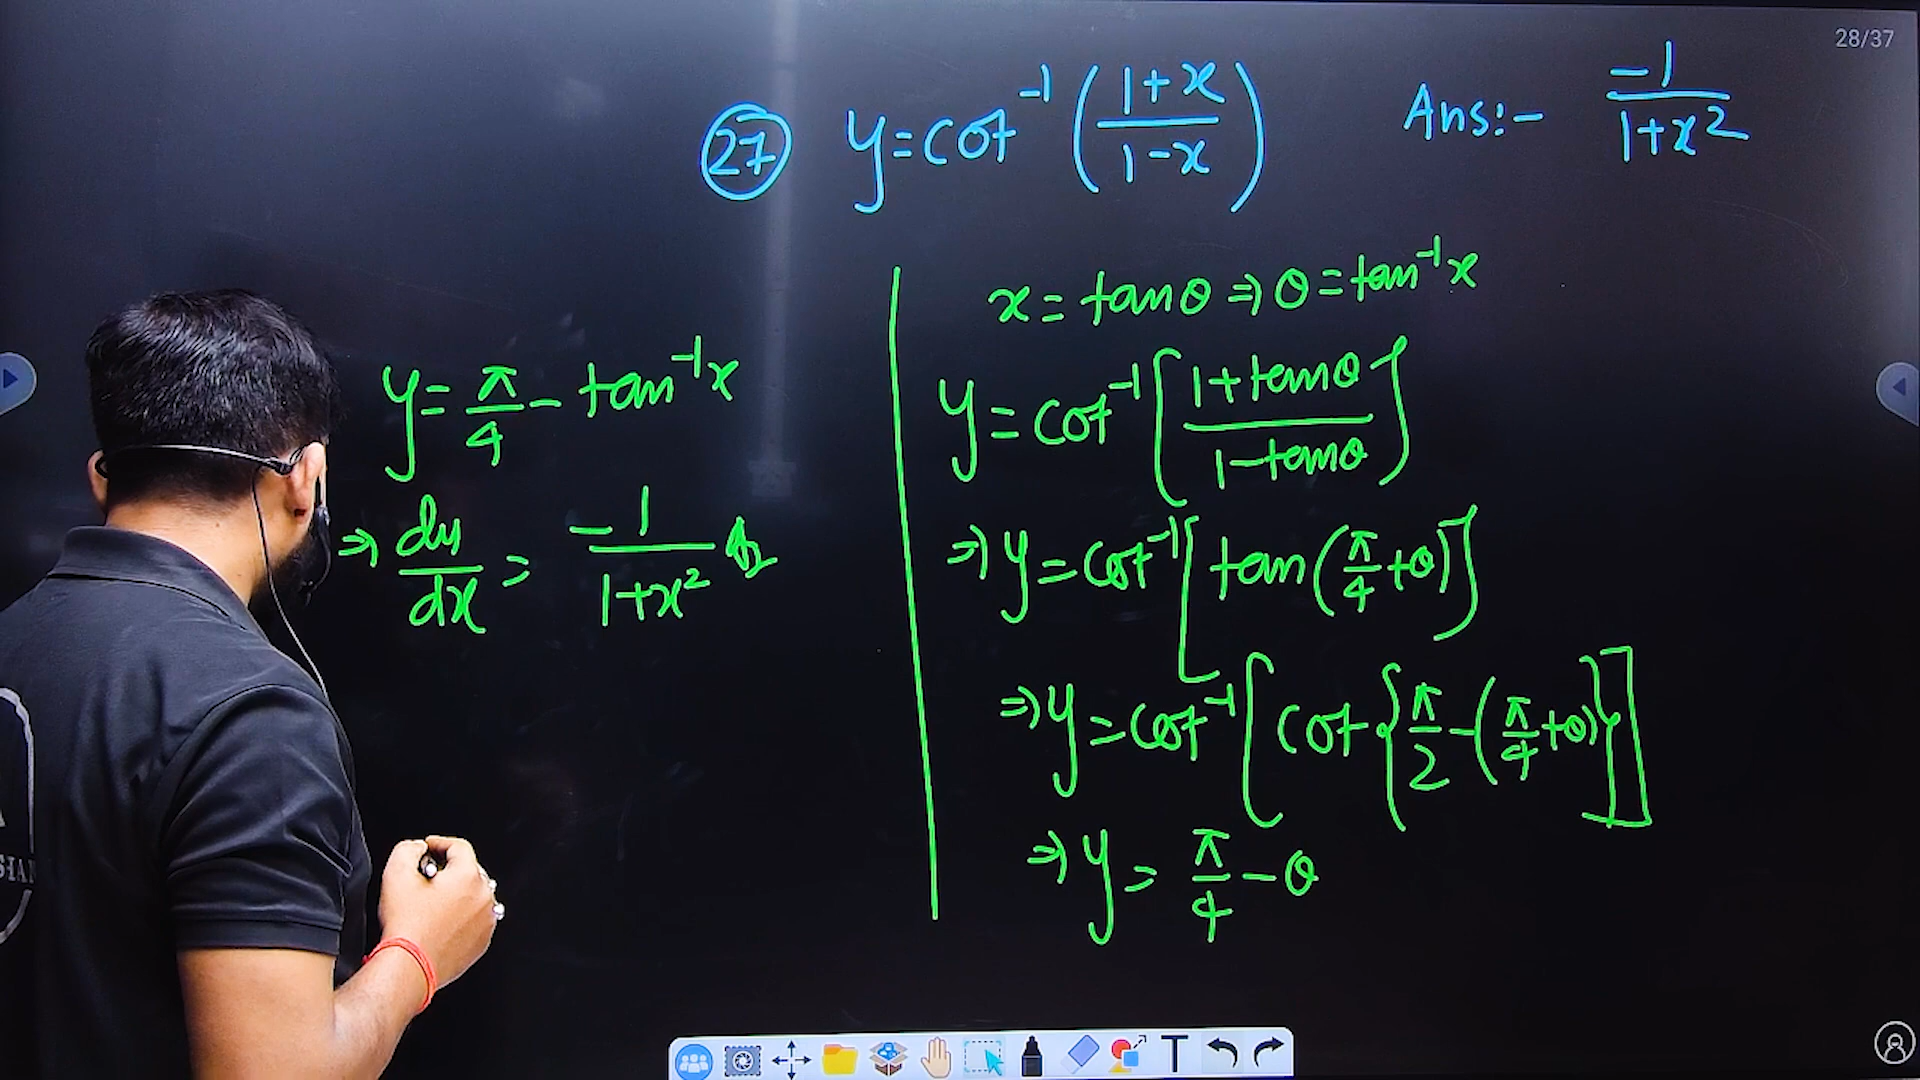 28/37
27 y=cot⁻¹((1+x)/(1-x)) Ans:- -1/(1+x²)
x=tanθ ⇒ θ=tan⁻¹x
y=cot⁻¹[(1+tanθ)/(1-tanθ)]
⇒ y=cot⁻¹[tan(π/4+θ)]
⇒ y=cot⁻¹[cot{π/2-(π/4+θ)}]
⇒ y=π/4-θ
y=π/4-tan⁻¹x
⇒ dy/dx=-1/(1+x²)
T